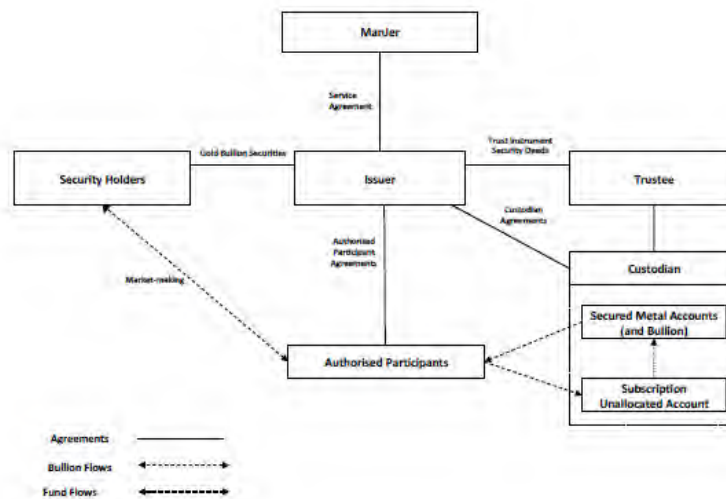 ManJer
Service
Agreement
Gold Bullion Securities
Trust Instrument
Security Deeds
Security Holders
Issuer
Trustee
Custodian
Agreements
Authorised
Participant
Agreements
Market-making
Custodian
Secured Metal Accounts
(and Bullion)
Authorised Participants
Subscription
Unallocated Account
Agreements
Bullion Flows
Fund Flows